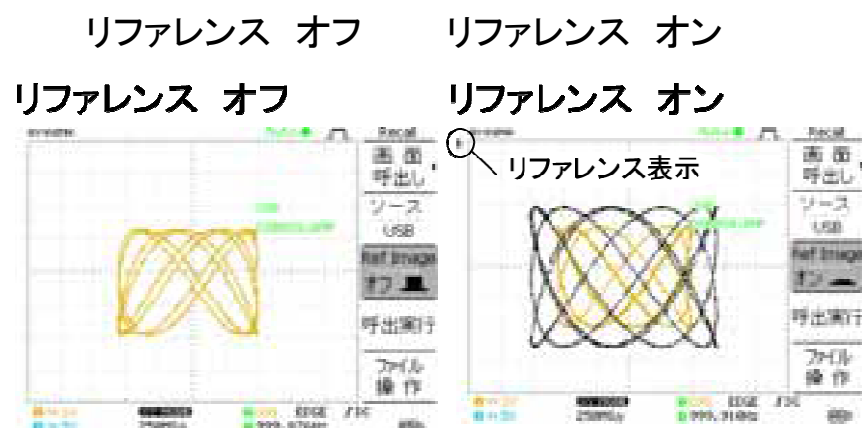 リファレンス オフ
リファレンス オン
リファレンス オフ
リファレンス オン
Recall
画面
呼出し
ソース
USB
Ref Image
オフ
呼出実行
ファイル
操作
EDGE
リファレンス表示
Recall
画面
呼出し
ソース
USB
Ref Image
オン
呼出実行
ファイル
操作
EDGE